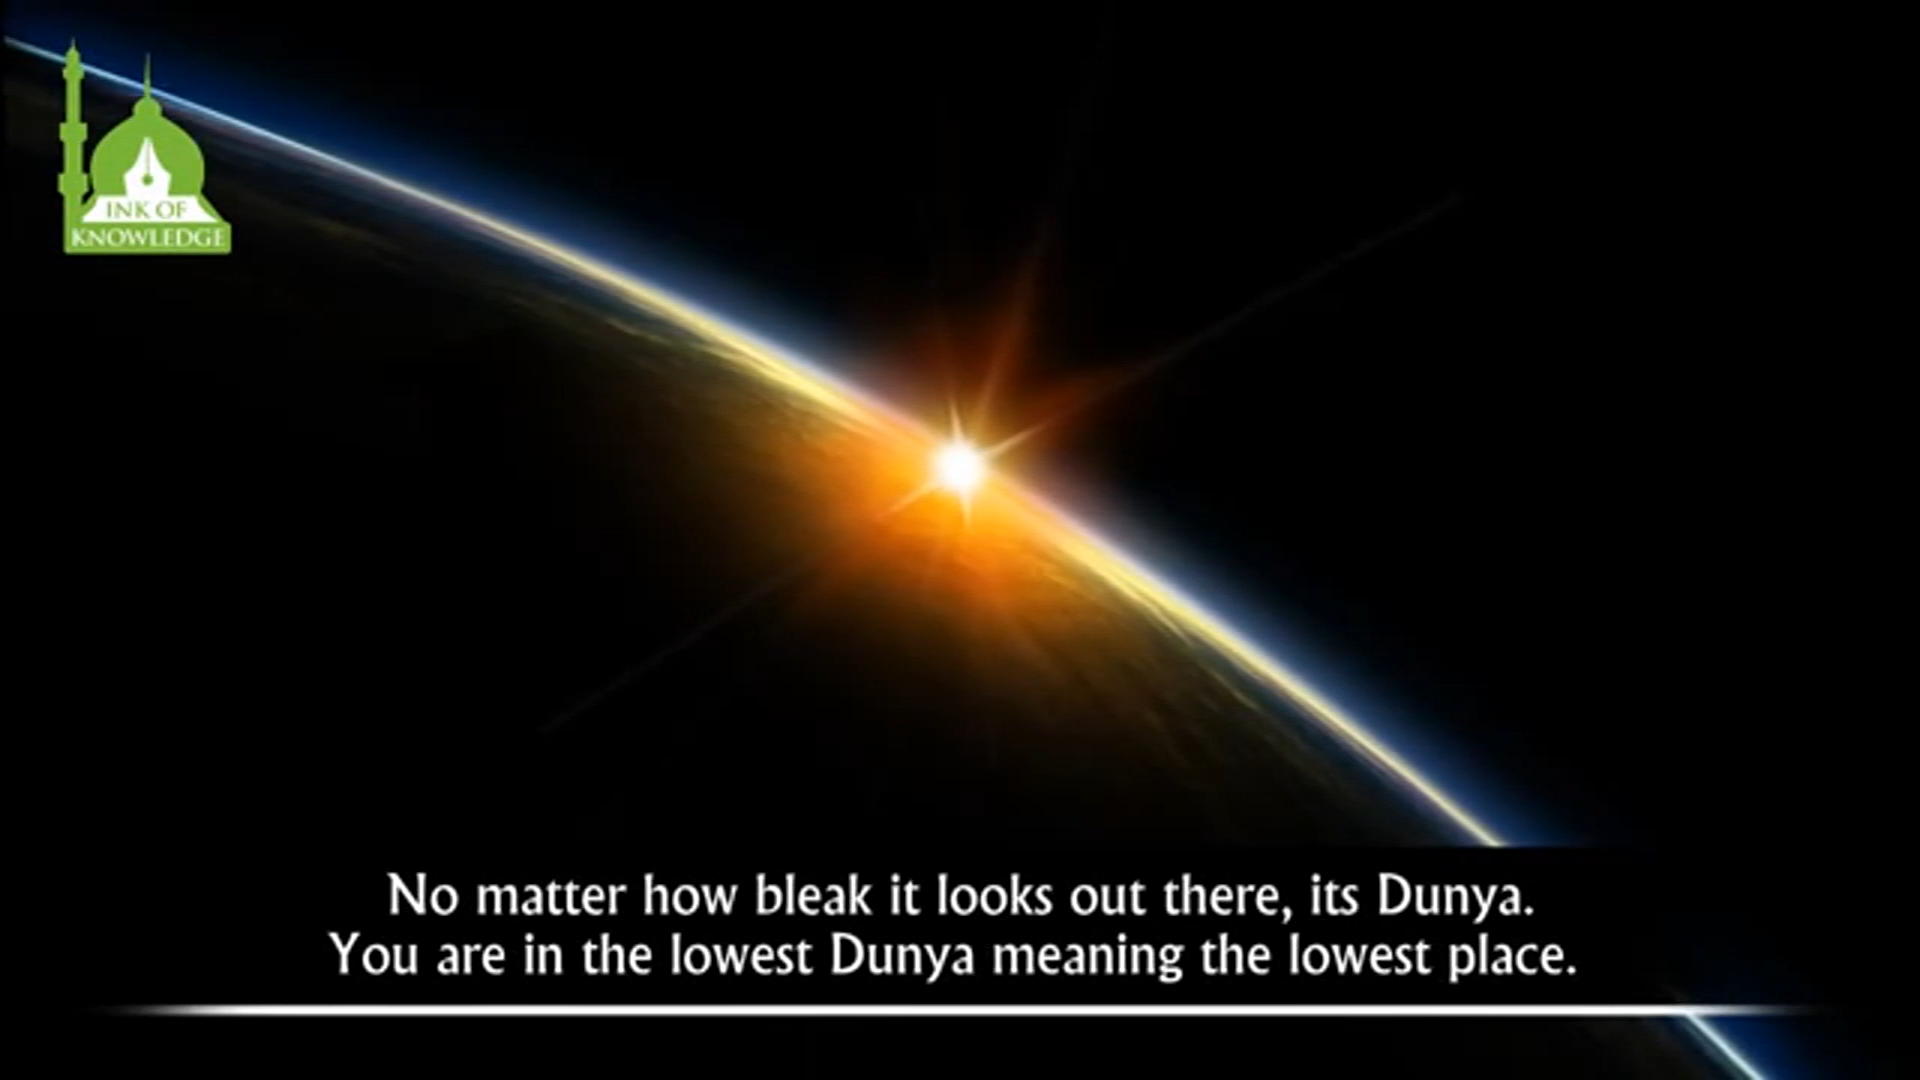 INK OF
KNOWLEDGE
No matter how bleak it looks out there, its Dunya.
You are in the lowest Dunya meaning the lowest place.